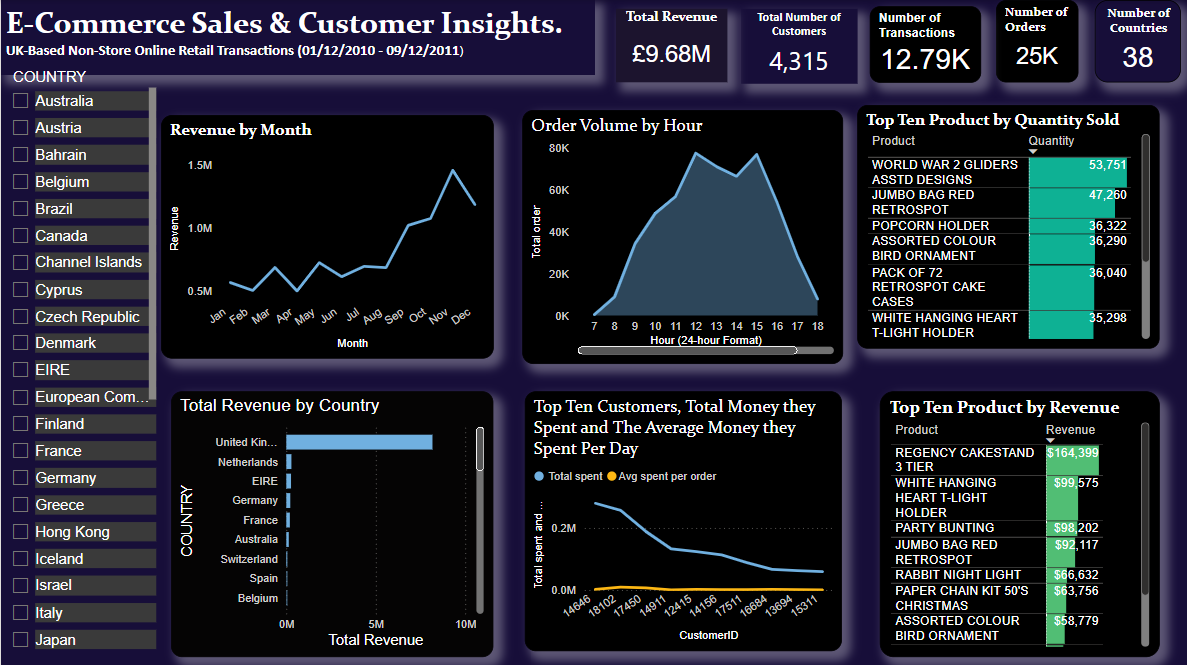 E-Commerce Sales & Customer Insights.
UK-Based Non-Store Online Retail Transactions (01/12/2010 - 09/12/2011)
Total Revenue
£9.68M
Total Number of
Customers
4,315
Number of
Transactions
12.79K
Number of
Orders
25K
Number of
Countries
38
COUNTRY
Australia
Austria
Bahrain
Belgium
Brazil
Canada
Channel Islands
Cyprus
Czech Republic
Denmark
EIRE
European Com...
Finland
France
Germany
Greece
Hong Kong
Iceland
Israel
Italy
Japan
Revenue by Month
Revenue
1.5M
1.0M
0.5M
Jan
Feb
Mar
Apr
May
Jun
Jul
Aug
Sep
Oct
Nov
Dec
Month
Order Volume by Hour
Total order
80K
60K
40K
20K
0K
7 8 9 10 11 12 13 14 15 16 17 18
Hour (24-hour Format)
Top Ten Product by Quantity Sold
Product Quantity
WORLD WAR 2 GLIDERS 53,751
ASSTD DESIGNS
JUMBO BAG RED 47,260
RETROSPOT
POPCORN HOLDER 36,322
ASSORTED COLOUR 36,290
BIRD ORNAMENT
PACK OF 72 36,040
RETROSPOT CAKE
CASES
WHITE HANGING HEART 35,298
T-LIGHT HOLDER
Total Revenue by Country
COUNTRY
United Kin...
Netherlands
EIRE
Germany
France
Australia
Switzerland
Spain
Belgium
0M 5M 10M
Total Revenue
Top Ten Customers, Total Money they
Spent and The Average Money they
Spent Per Day
Total spent Avg spent per order
Total spent and ...
0.2M
0.0M
14646
18102
17450
14911
12415
14156
17511
16684
13694
15311
CustomerID
Top Ten Product by Revenue
Product Revenue
REGENCY CAKESTAND $164,399
3 TIER
WHITE HANGING $99,575
HEART T-LIGHT
HOLDER
PARTY BUNTING $98,202
JUMBO BAG RED $92,117
RETROSPOT
RABBIT NIGHT LIGHT $66,632
PAPER CHAIN KIT 50'S $63,756
CHRISTMAS
ASSORTED COLOUR $58,779
BIRD ORNAMENT